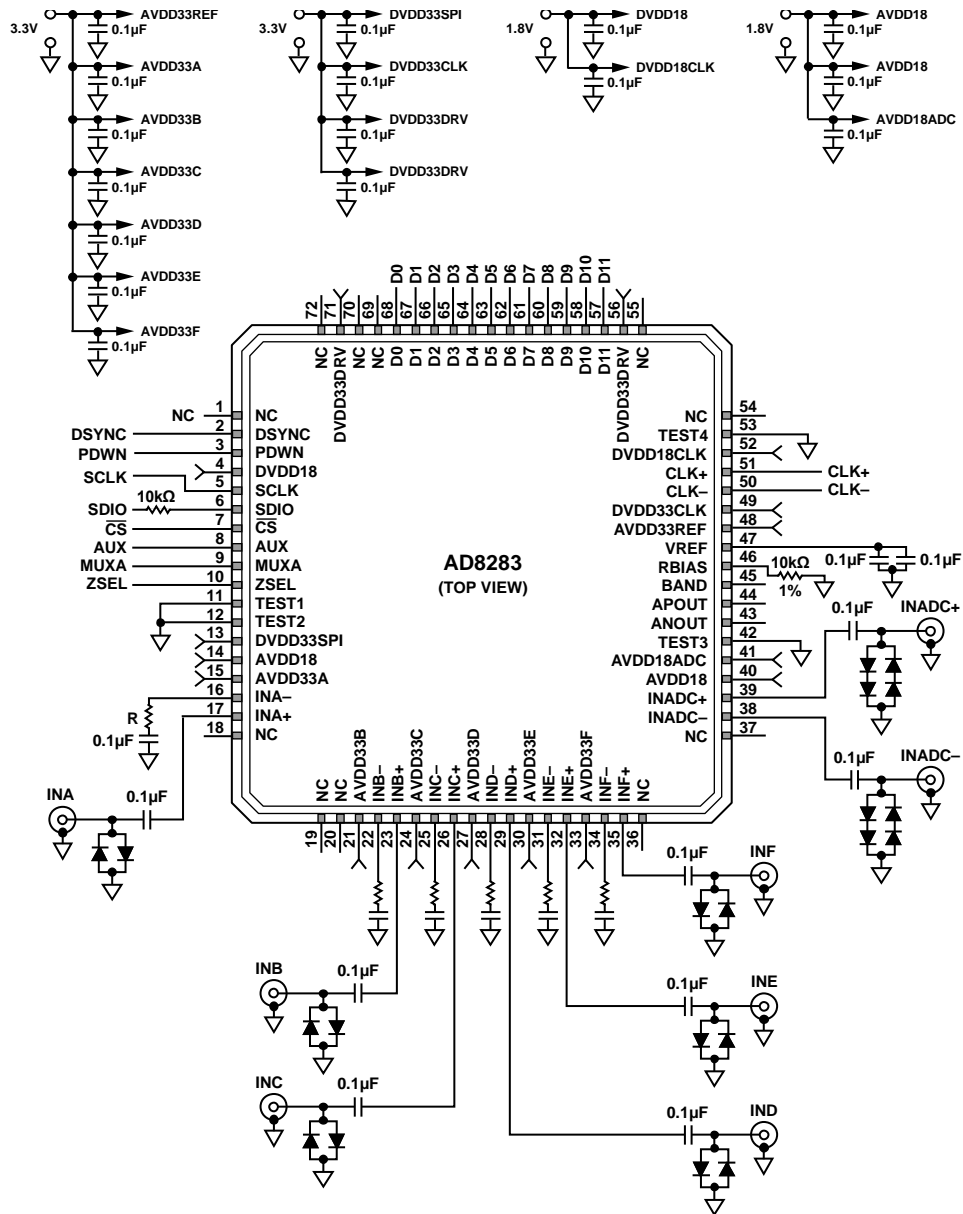 3.3V
AVDD33REF
0.1µF
AVDD33A
0.1µF
AVDD33B
0.1µF
AVDD33C
0.1µF
AVDD33D
0.1µF
AVDD33E
0.1µF
AVDD33F
0.1µF
3.3V
DVDD33SPI
0.1µF
DVDD33CLK
0.1µF
DVDD33DRV
0.1µF
DVDD33DRV
0.1µF
1.8V
DVDD18
0.1µF
DVDD18CLK
0.1µF
1.8V
AVDD18
0.1µF
AVDD18
0.1µF
AVDD18ADC
0.1µF
D0 D1 D2 D3 D4 D5 D6 D7 D8 D9 D10 D11
72 71 70 69 68 67 66 65 64 63 62 61 60 59 58 57 56 55
NC DVDD33DRV NC NC D0 D1 D2 D3 D4 D5 D6 D7 D8 D9 D10 D11 DVDD33DRV NC
NC 1 NC
DSYNC 2 DSYNC
PDWN 3 PDWN
4 DVDD18
SCLK 5 SCLK
SDIO 10kΩ 6 SDIO
CS 7 CS
AUX 8 AUX
MUXA 9 MUXA
ZSEL 10 ZSEL
11 TEST1
12 TEST2
13 DVDD33SPI
14 AVDD18
15 AVDD33A
16 INA–
17 INA+
18 NC
R
0.1µF
AD8283
(TOP VIEW)
NC 54
TEST4 53
DVDD18CLK 52
CLK+ 51 CLK+
CLK– 50 CLK–
DVDD33CLK 49
AVDD33REF 48
VREF 47 0.1µF 0.1µF
RBIAS 46 10kΩ 1%
BAND 45
APOUT 44
ANOUT 43
TEST3 42
AVDD18ADC 41
AVDD18 40
INADC+ 39
INADC– 38
NC 37
0.1µF INADC+
0.1µF INADC–
NC NC AVDD33B INB– INB+ AVDD33C INC– INC+ AVDD33D IND– IND+ AVDD33E INE– INE+ AVDD33F INF– INF+ NC
19 20 21 22 23 24 25 26 27 28 29 30 31 32 33 34 35 36
INA 0.1µF
0.1µF INF
INB 0.1µF
0.1µF INE
INC 0.1µF
0.1µF IND